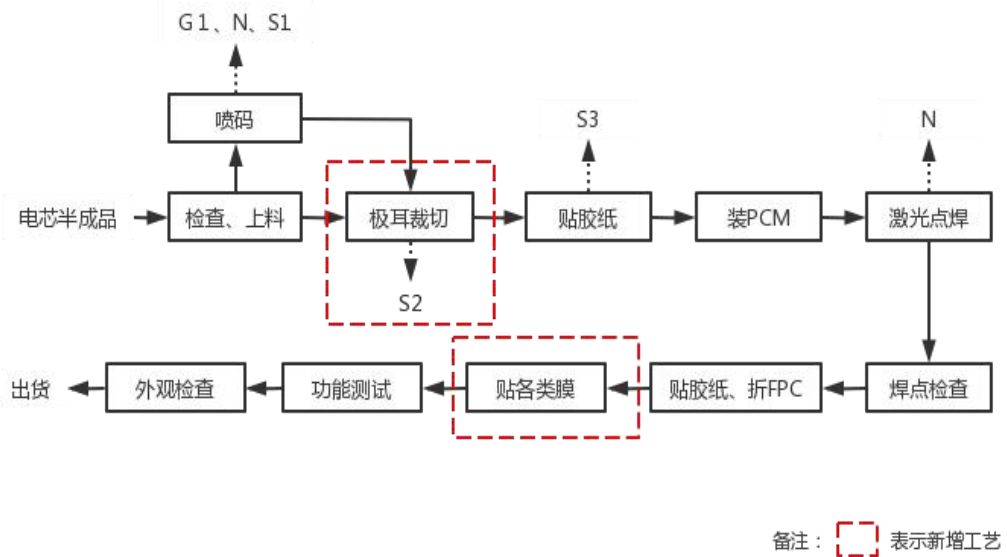 G1、N、S1
喷码
S3
N
电芯半成品
检查、上料
极耳裁切
贴胶纸
装PCM
激光点焊
S2
出货
外观检查
功能测试
贴各类膜
贴胶纸、折FPC
焊点检查
备注：
表示新增工艺